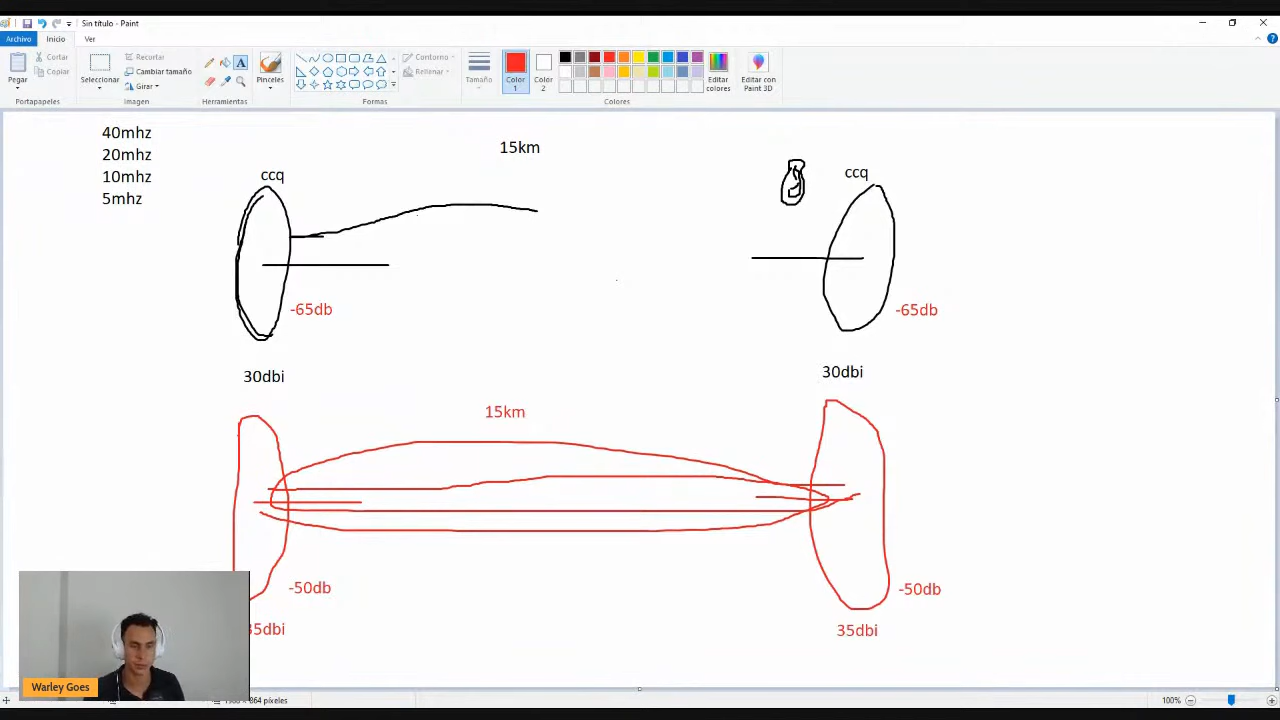 Sin título - Paint
Archivo
Inicio
Ver
Pegar
Cortar
Copiar
Portapapeles
Seleccionar
Recortar
Cambiar tamaño
Girar
Imagen
A
Herramientas
Pinceles
Contorno
Rellenar
Formas
Tamaño
Color
1
Color
2
Editar
colores
Editar con
Paint 3D
Colores
40mhz
20mhz
10mhz
5mhz
ccq
15km
ccq
-65db
-65db
30dbi
30dbi
15km
-50db
-50db
35dbi
35dbi
Warley Goes
864 píxeles
100%